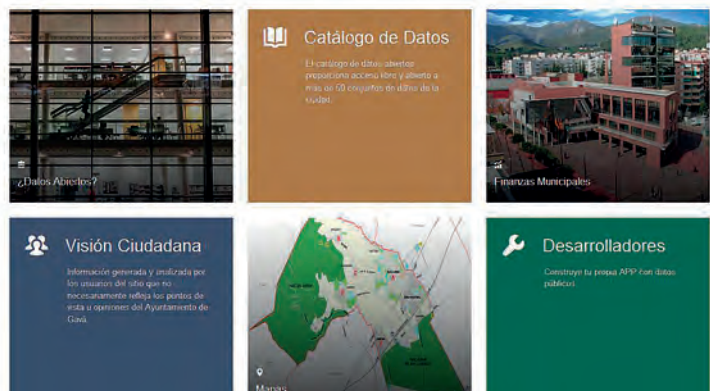 ¿Datos Abiertos?
Catálogo de Datos
El catálogo de datos abiertos
proporciona acceso libre y abierto a
más de 50 conjuntos de datos de la
ciudad.
Finanzas Municipales
Visión Ciudadana
Información generada y analizada por
los usuarios del sitio que no
necesariamente refleja los puntos de
esta u opiniones del Ayuntamiento de
Gavà.
Mapas
Desarrolladores
Construye tu propia APP con datos
públicos.